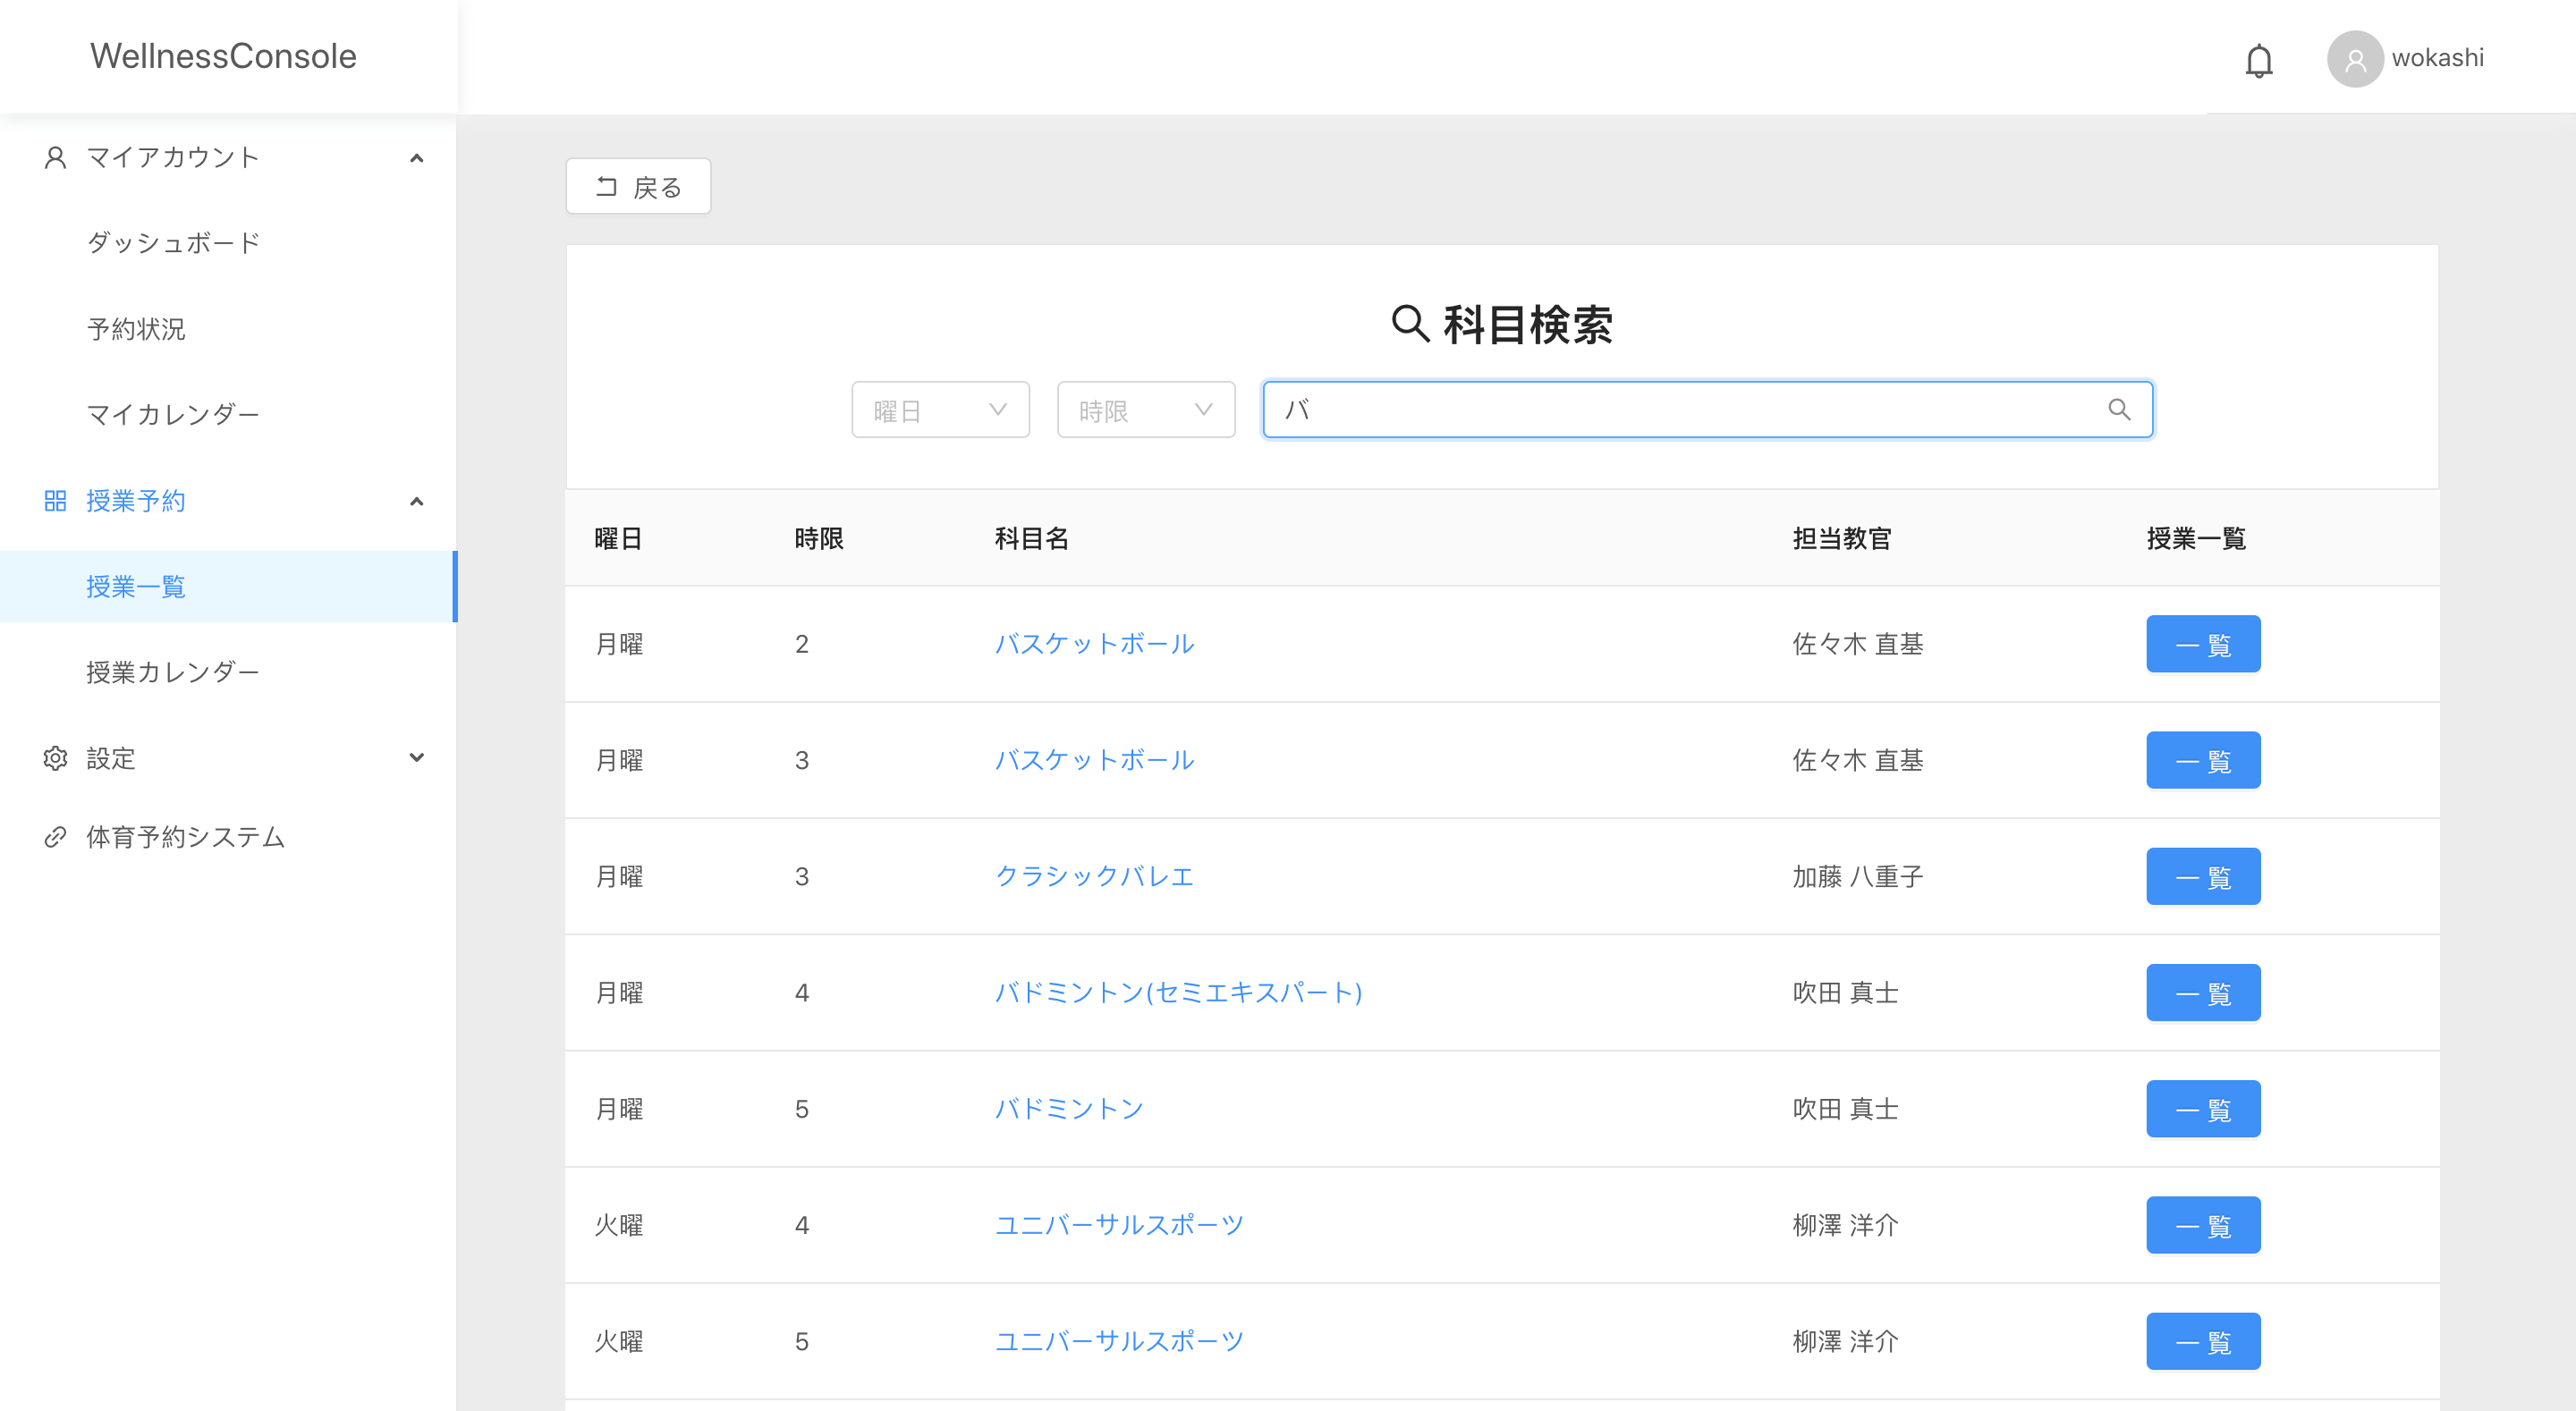 WellnessConsole
wokashi
マイアカウント
ダッシュボード
予約状況
マイカレンダー
授業予約
授業一覧
授業カレンダー
設定
体育予約システム
戻る
科目検索
曜日 時限 バ
曜日 時限 科目名 担当教官 授業一覧
月曜 2 バスケットボール 佐々木 直基 一 覧
月曜 3 バスケットボール 佐々木 直基 一 覧
月曜 3 クラシックバレエ 加藤 八重子 一 覧
月曜 4 バドミントン(セミエキスパート) 吹田 真士 一 覧
月曜 5 バドミントン 吹田 真士 一 覧
火曜 4 ユニバーサルスポーツ 柳澤 洋介 一 覧
火曜 5 ユニバーサルスポーツ 柳澤 洋介 一 覧